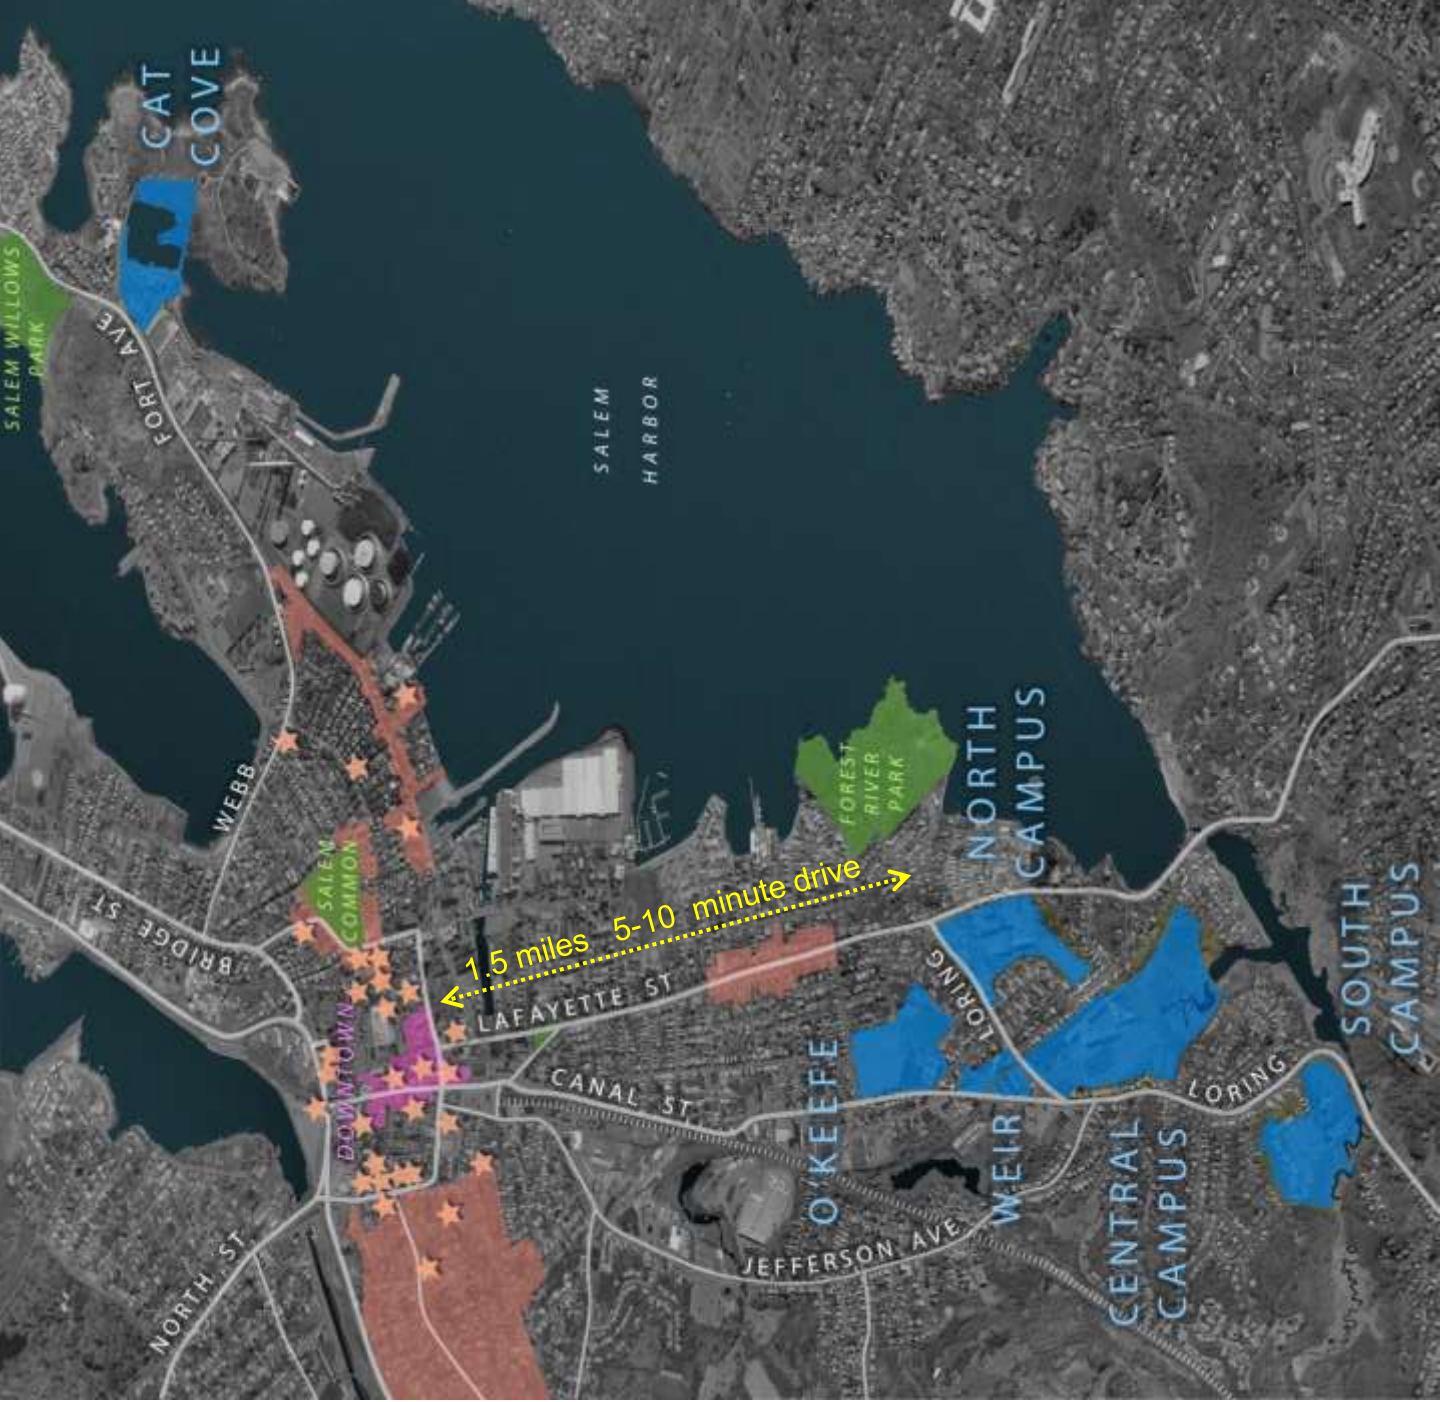 CAT
COVE
SALEM WILLOWS
PARK
FORT AVE
SALEM
HARBOR
WEBB
BRIDGE ST
SALEM
COMMON
FOREST
RIVER
PARK
NORTH
CAMPUS
1.5 miles 5-10 minute drive
LAFAYETTE ST
DOWNTOWN
CANAL ST
LORING
O'KEEFE
WEIR
LORING
SOUTH
CAMPUS
CENTRAL
CAMPUS
JEFFERSON AVE
NORTH ST